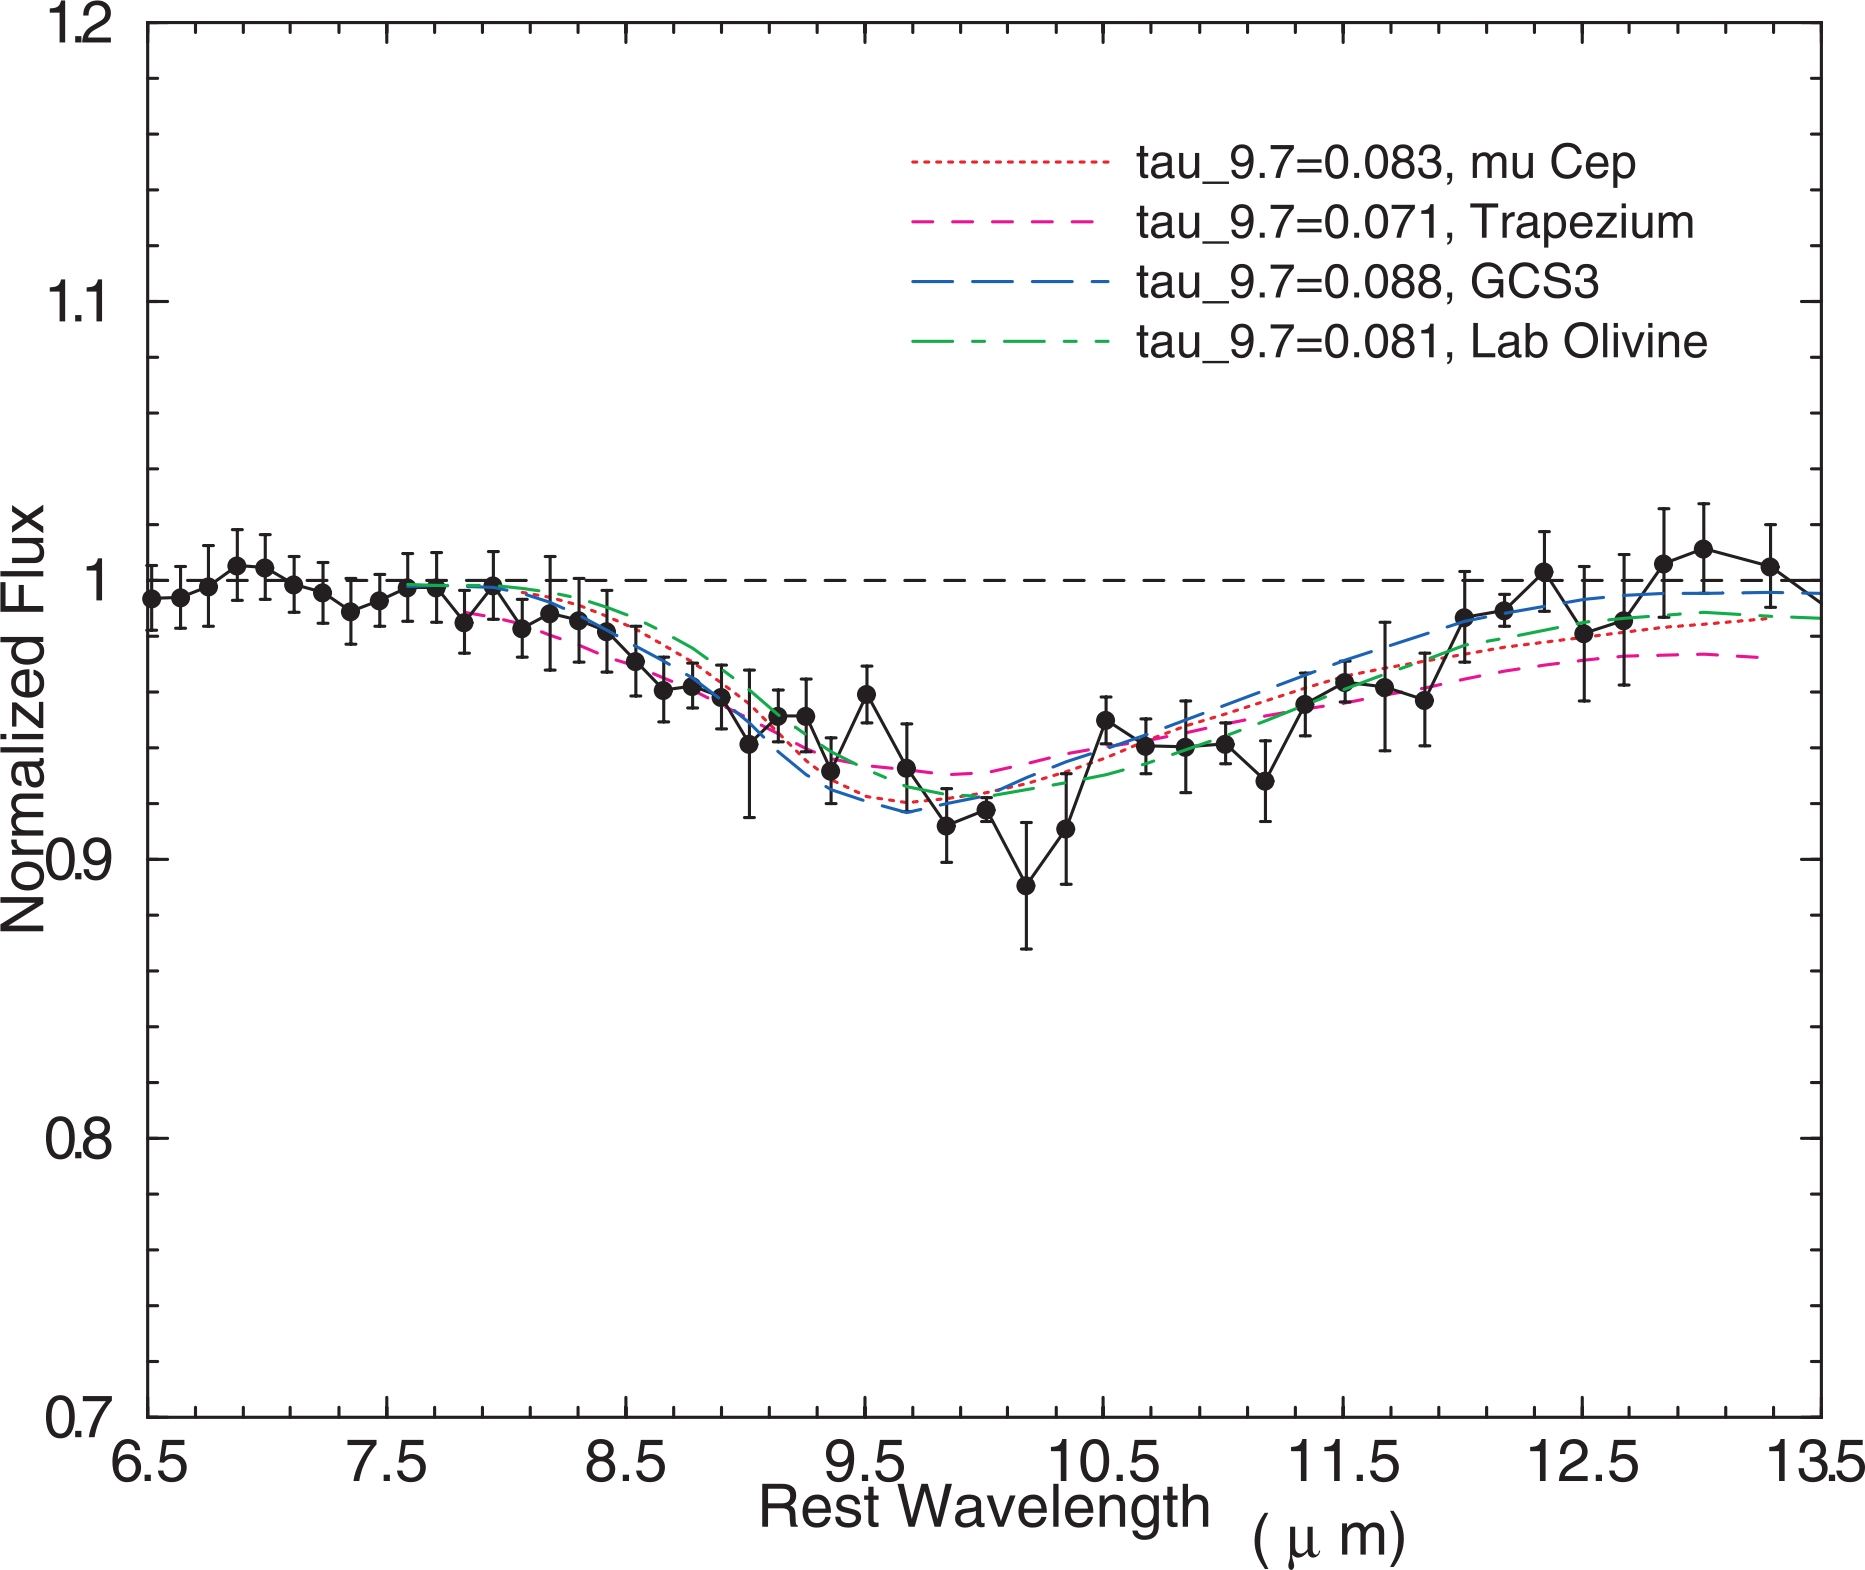 1.2
1.1
1
0.9
0.8
0.7
Normalized Flux
tau_9.7=0.083, mu Cep
tau_9.7=0.071, Trapezium
tau_9.7=0.088, GCS3
tau_9.7=0.081, Lab Olivine
6.5 7.5 8.5 9.5 10.5 11.5 12.5 13.5
Rest Wavelength ( μ m)